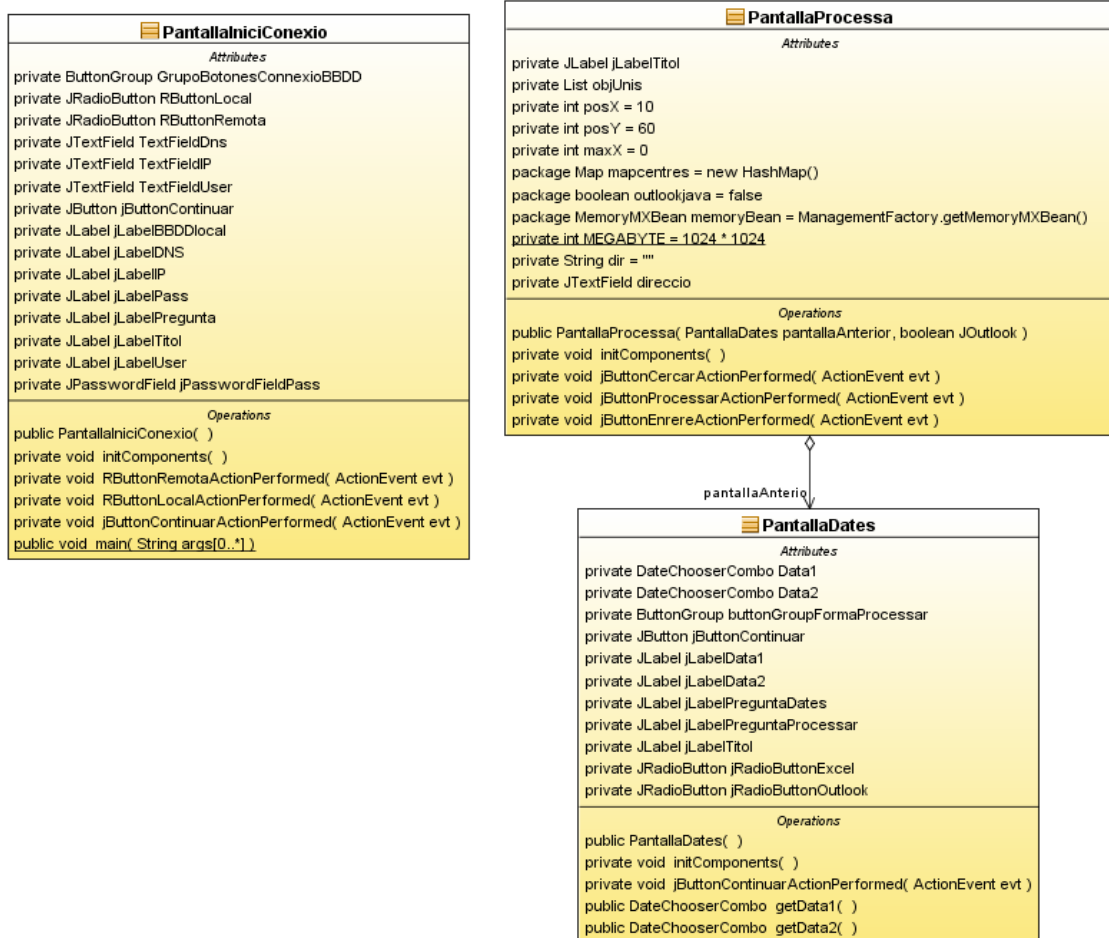 PantallaIniciConexio
Attributes
private ButtonGroup GrupoBotonesConnexioBBDD
private JRadioButton RButtonLocal
private JRadioButton RButtonRemota
private JTextField TextFieldDns
private JTextField TextFieldIP
private JTextField TextFieldUser
private JButton jButtonContinuar
private JLabel jLabelBBDDlocal
private JLabel jLabelDNS
private JLabel jLabelIP
private JLabel jLabelPass
private JLabel jLabelPregunta
private JLabel jLabelTitol
private JLabel jLabelUser
private JPasswordField jPasswordFieldPass
Operations
public PantallaIniciConexio( )
private void initComponents( )
private void RButtonRemotaActionPerformed( ActionEvent evt )
private void RButtonLocalActionPerformed( ActionEvent evt )
private void jButtonContinuarActionPerformed( ActionEvent evt )
public void main( String args[0..*] )
PantallaProcessa
Attributes
private JLabel jLabelTitol
private List objUnis
private int posX = 10
private int posY = 60
private int maxX = 0
package Map mapcentres = new HashMap()
package boolean outlookjava = false
package MemoryMXBean memoryBean = ManagementFactory.getMemoryMXBean()
private int MEGABYTE = 1024 * 1024
private String dir = ""
private JTextField direccio
Operations
public PantallaProcessa( PantallaDates pantallaAnterior, boolean JOutlook )
private void initComponents( )
private void jButtonCercarActionPerformed( ActionEvent evt )
private void jButtonProcessarActionPerformed( ActionEvent evt )
private void jButtonEnrereActionPerformed( ActionEvent evt )
pantallaAnterio
PantallaDates
Attributes
private DateChooserCombo Data1
private DateChooserCombo Data2
private ButtonGroup buttonGroupFormaProcessar
private JButton jButtonContinuar
private JLabel jLabelData1
private JLabel jLabelData2
private JLabel jLabelPreguntaDates
private JLabel jLabelPreguntaProcessar
private JLabel jLabelTitol
private JRadioButton jRadioButtonExcel
private JRadioButton jRadioButtonOutlook
Operations
public PantallaDates( )
private void initComponents( )
private void jButtonContinuarActionPerformed( ActionEvent evt )
public DateChooserCombo getData1( )
public DateChooserCombo getData2( )